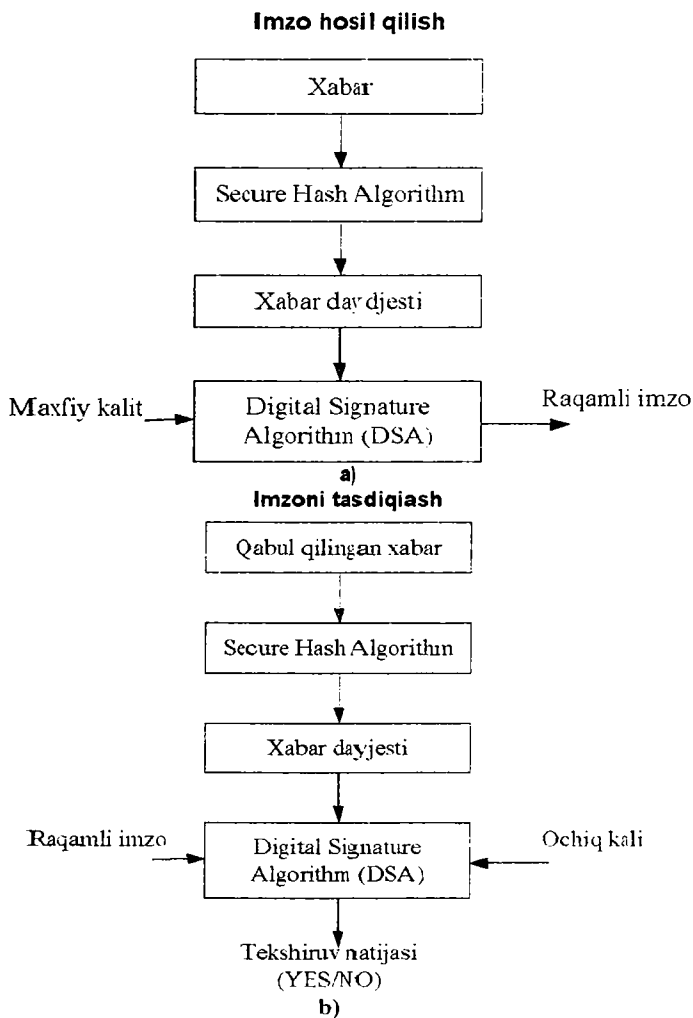 Imzo hosil qilish
Xabar
Secure Hash Algorithm
Xabar daydjesti
Maxfiy kalit
Digital Signature
Algorithm (DSA)
Raqamli imzo
a)
Imzoni tasdiqiash
Qabul qilingan xabar
Secure Hash Algorithm
Xabar dayjesti
Raqamli imzo
Digital Signature
Algorithm (DSA)
Ochiq kali
Tekshiruv natijasi
(YES/NO)
b)